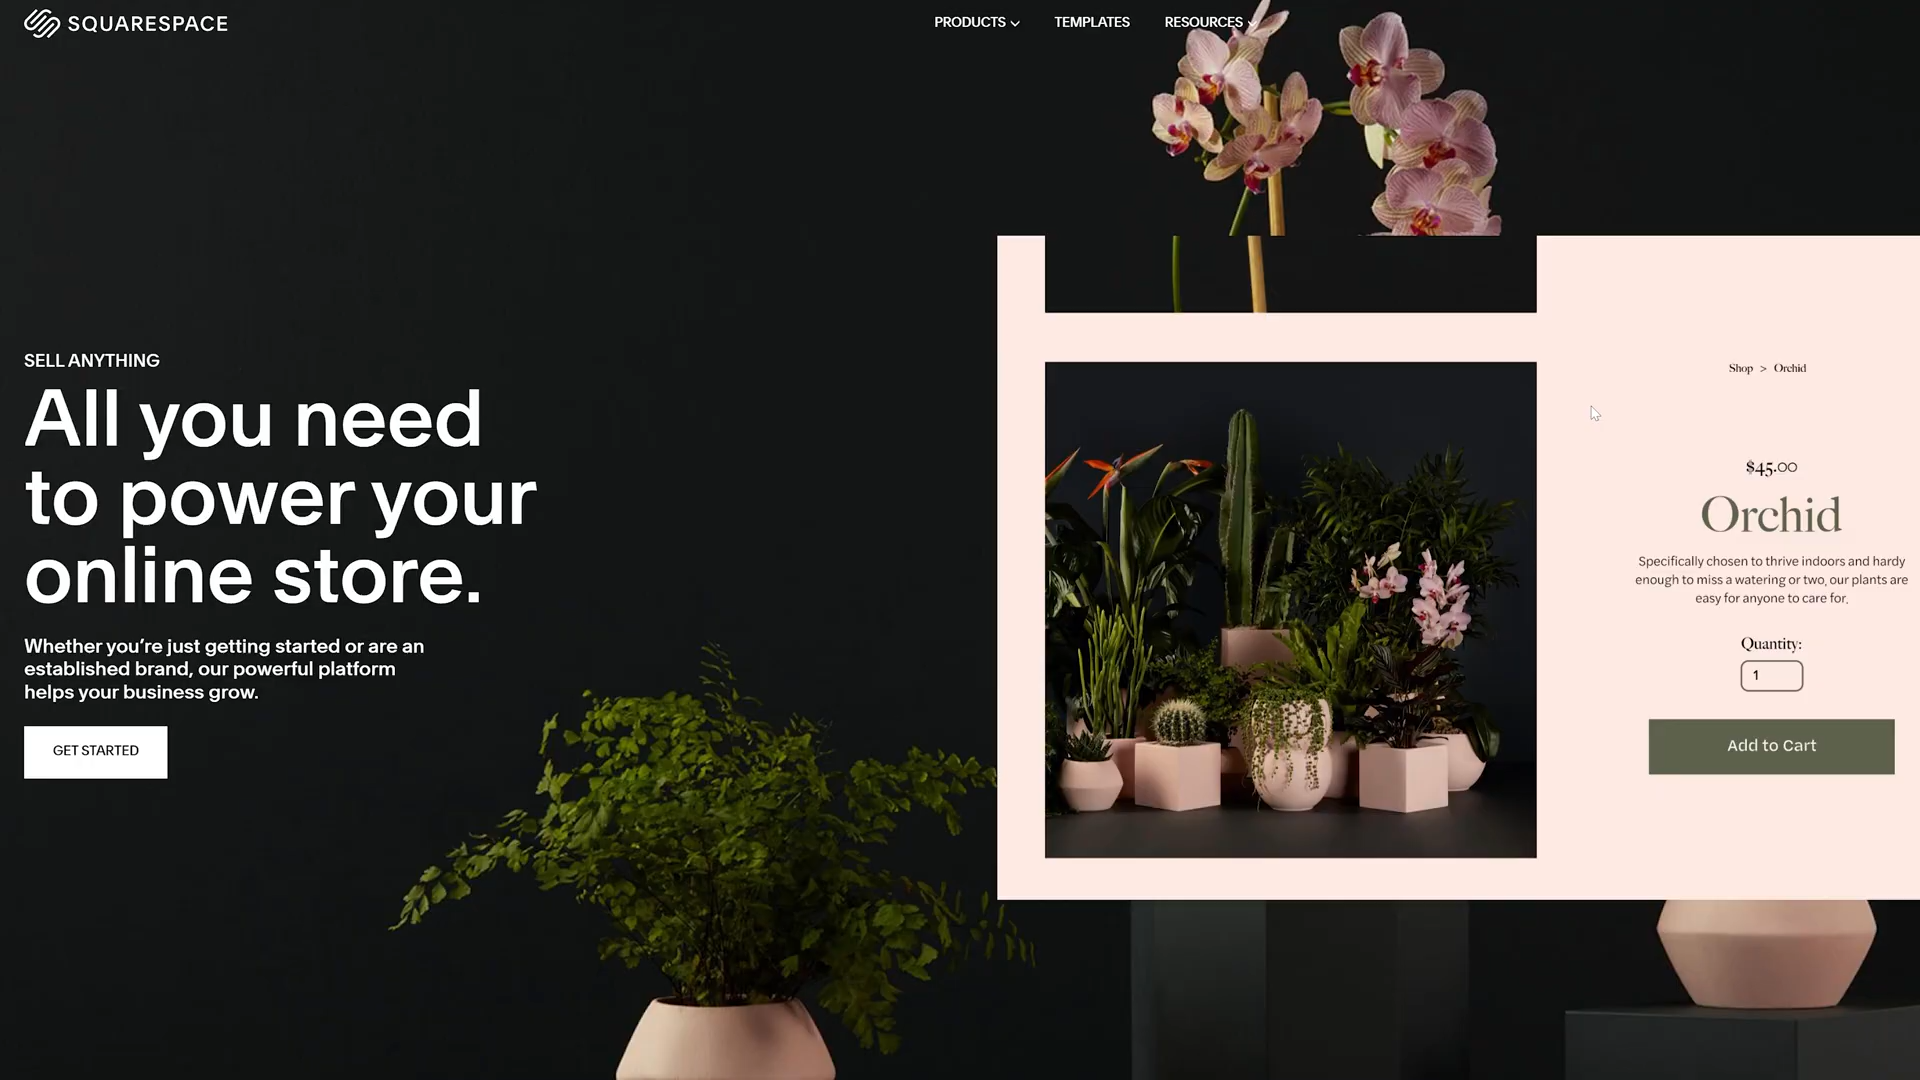 SQUARESPACE
PRODUCTS
TEMPLATES
RESOURCES
SELL ANYTHING
All you need
to power your
online store.
Whether you’re just getting started or are an
established brand, our powerful platform
helps your business grow.
GET STARTED
Shop > Orchid
$45.00
Orchid
Specifically chosen to thrive indoors and hardy
enough to miss a watering or two, our plants are
easy for anyone to care for.
Quantity:
1
Add to Cart